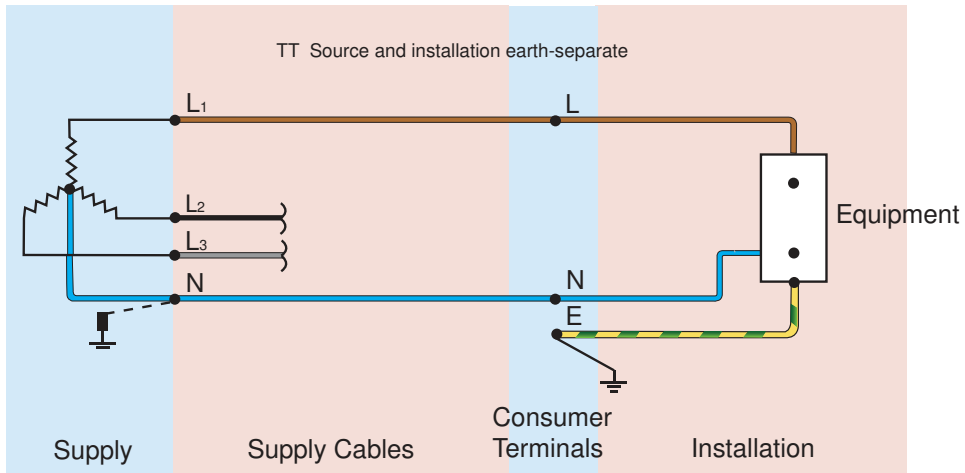 TT Source and installation earth-separate
L1
L
L2
Equipment
L3
N
N
E
Supply
Supply Cables
Consumer
Terminals
Installation